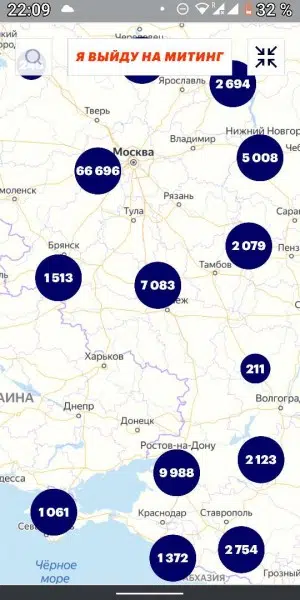 22:09
32 %
Череповец
Я ВЫЙДУ НА МИТИНГ
Ярославль
2 694
Тверь
Владимир
Нижний Новгор
Москва
5 008
Чеб
66 696
моленск
Рязань
Тула
Сара
Брянск
2 079
Пенз
Тамбов
1 513
7 083
еж
Харьков
211
АИНА
Волгогра
Днепр
Донецк
Ростов-на-Дону
9 988
2 123
десса
1 061
Краснодар
Ставрополь
Сев
1 372
2 754
Чёрное
море
Грозный
БХАЗИЯ